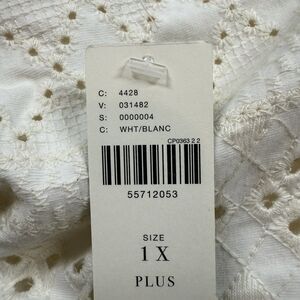 C: 4428
V: 031482
S: 0000004
C: WHT/BLANC
CP0363 2 2
55712053
SIZE
1X
PLUS